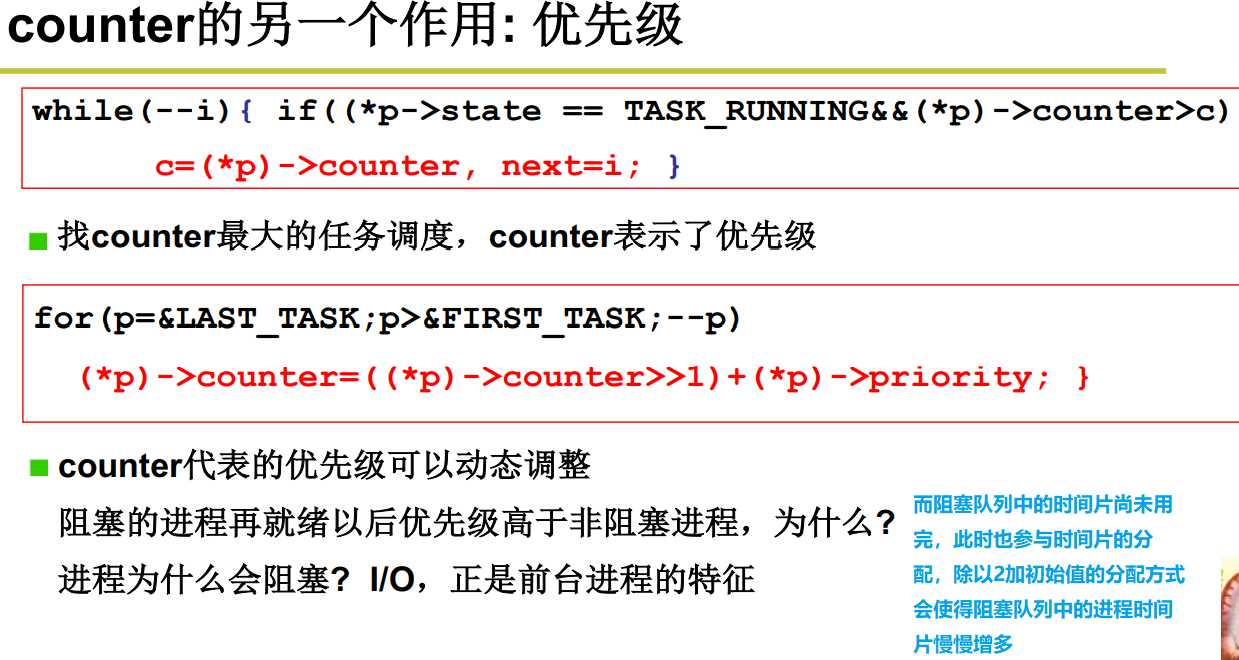 counter的另一个作用: 优先级
while(--i){ if((*p->state == TASK_RUNNING&&(*p)->counter>c)
c=(*p)->counter, next=i; }
找counter最大的任务调度，counter表示了优先级
for(p=&LAST_TASK;p>&FIRST_TASK;--p)
(*p)->counter=((*p)->counter>>1)+(*p)->priority; }
counter代表的优先级可以动态调整
阻塞的进程再就绪以后优先级高于非阻塞进程，为什么?
进程为什么会阻塞? I/O，正是前台进程的特征
而阻塞队列中的时间片尚未用
完，此时也参与时间片的分
配，除以2加初始值的分配方式
会使得阻塞队列中的进程时间
片慢慢增多